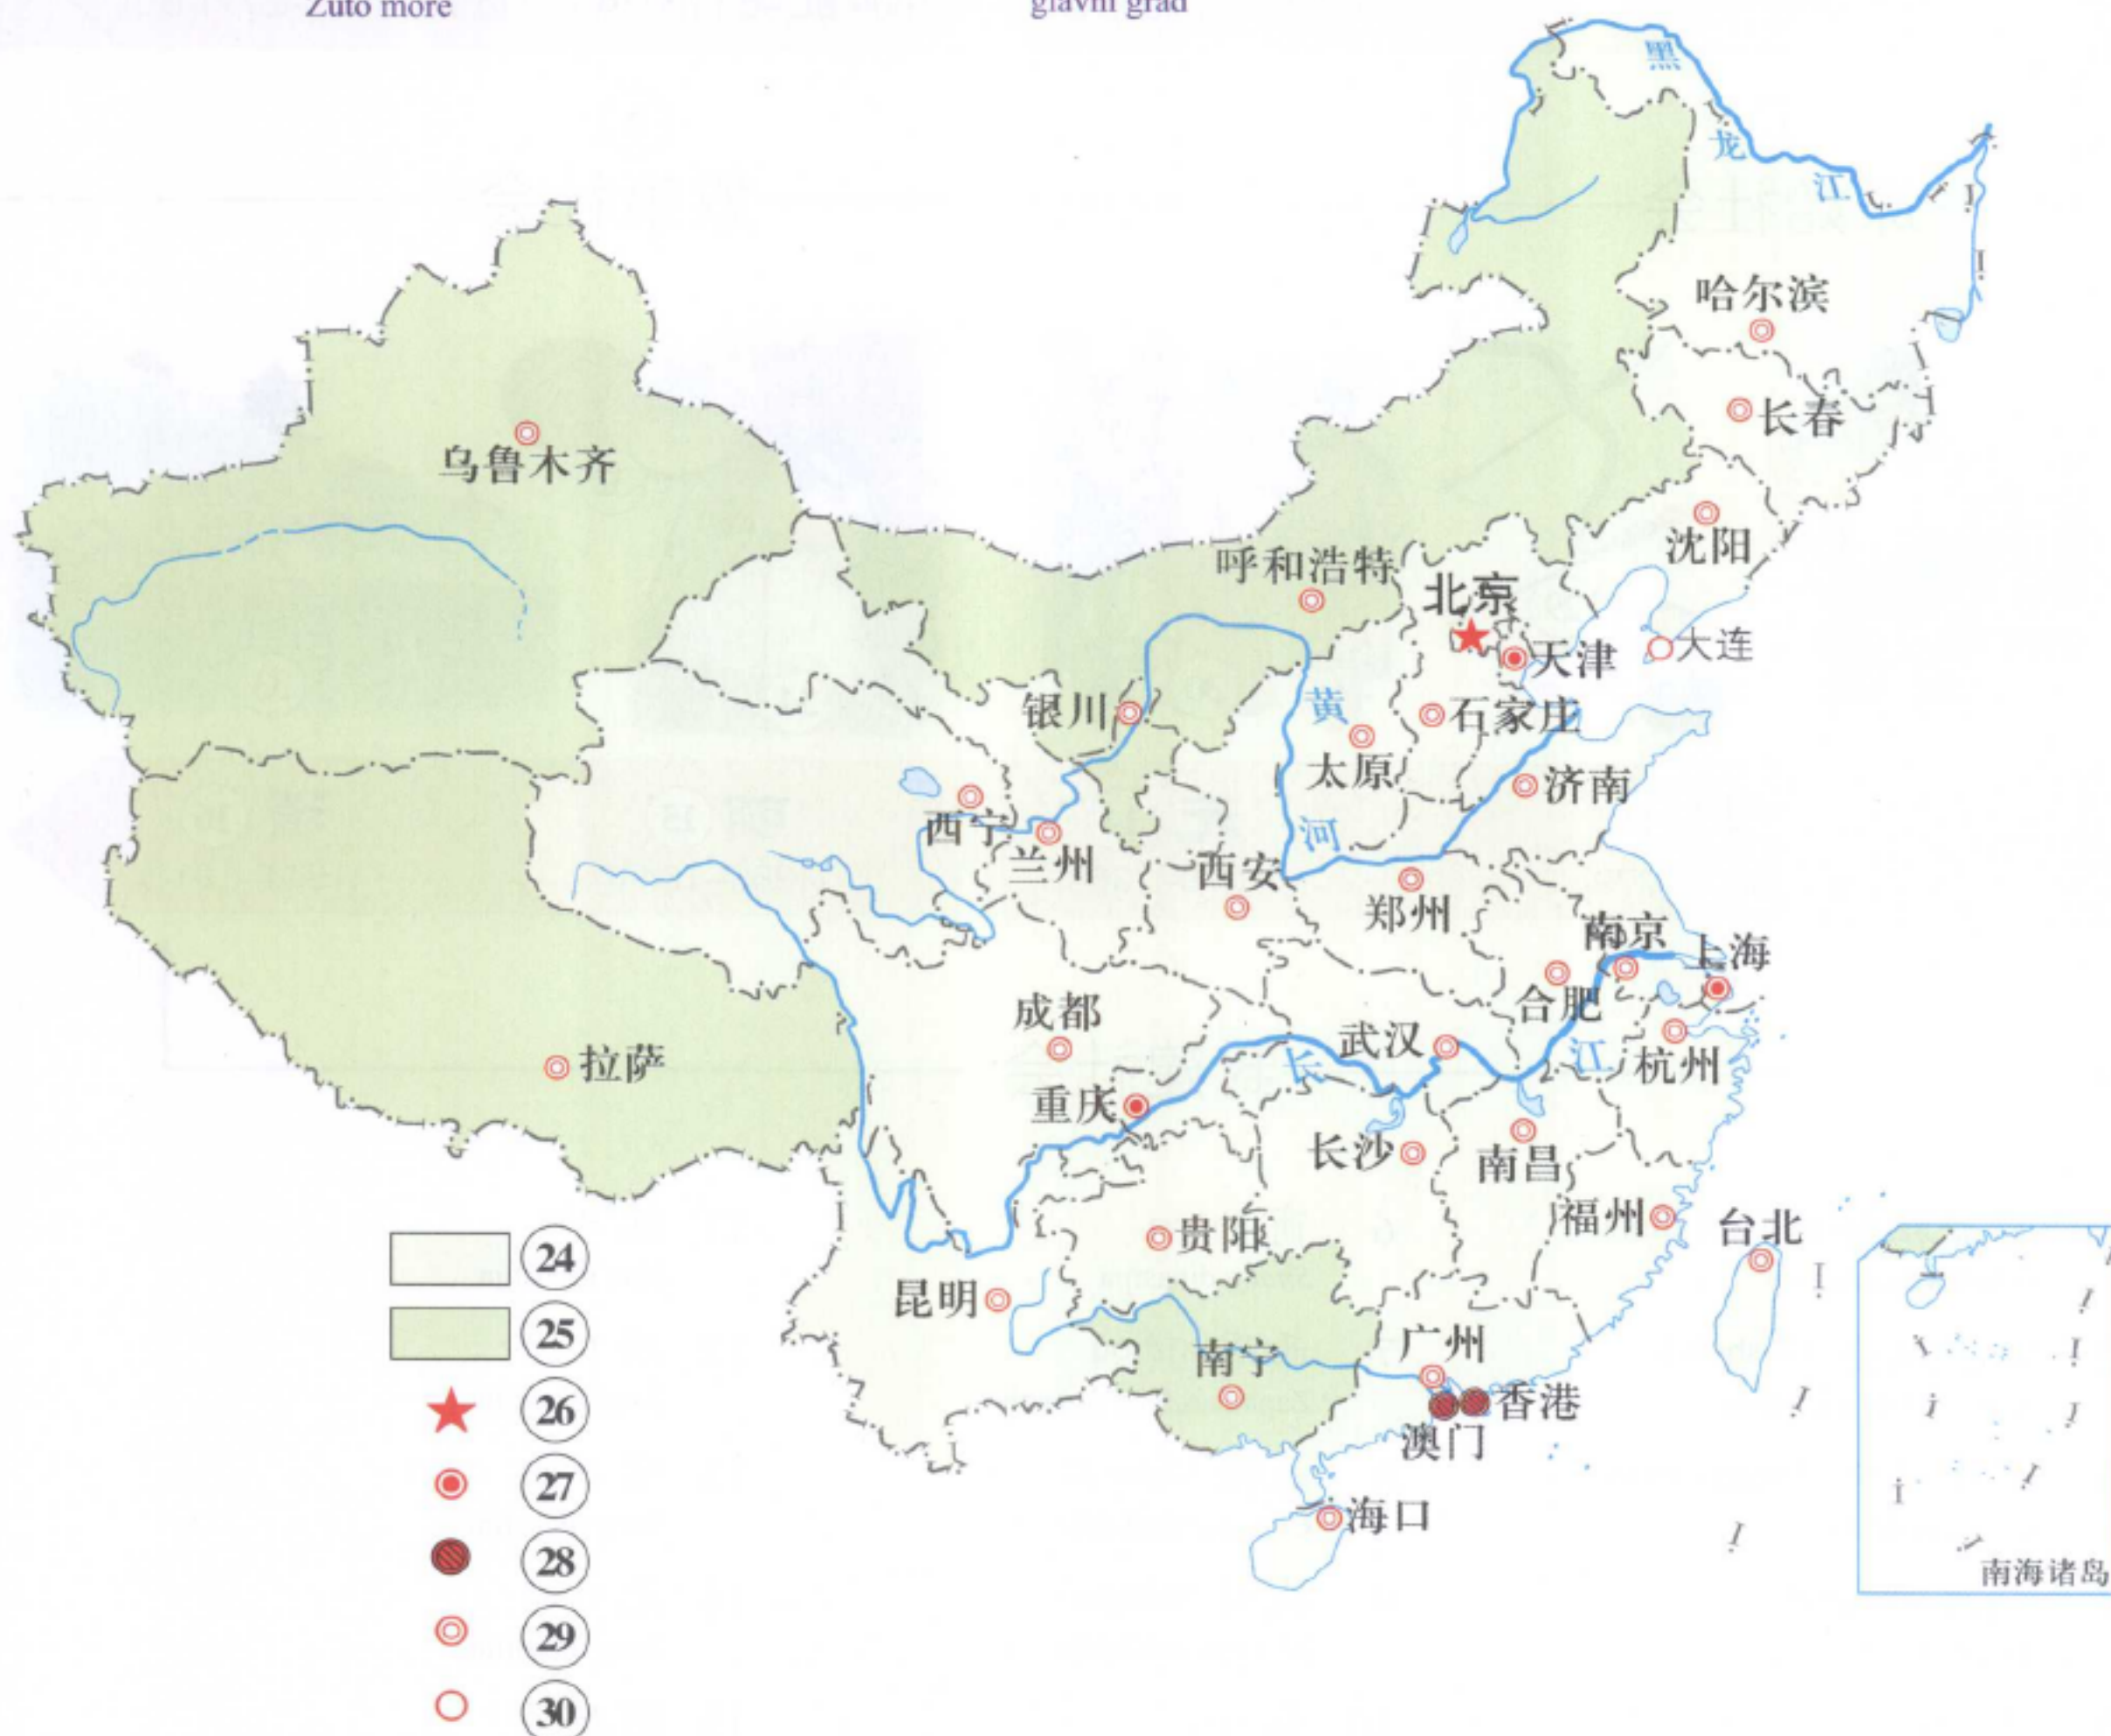 Žuto more
glavni grad
黑
龙
江
哈尔滨
长春
乌鲁木齐
沈阳
呼和浩特
北京
大连
天津
银川
黄
石家庄
太原
济南
河
西宁
兰州
西安
郑州
南京
上海
合肥
成都
武汉
江
长
杭州
拉萨
重庆
长沙
南昌
福州
台北
贵阳
昆明
广州
南宁
香港
澳门
海口
南海诸岛
24
25
26
27
28
29
30